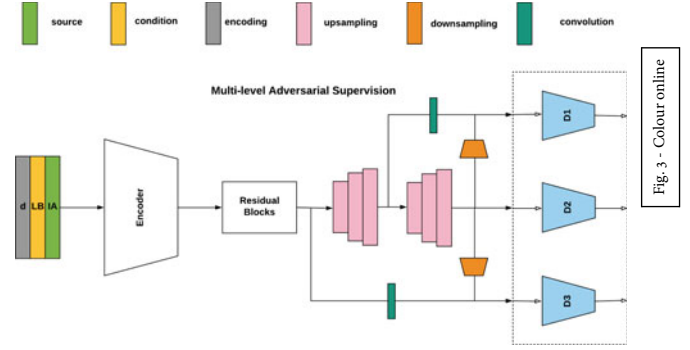 source condition encoding upsampling downsampling convolution
Multi-level Adversarial Supervision
d LB IA
Encoder
Residual
Blocks
D1
D2
D3
Fig. 3 - Colour online